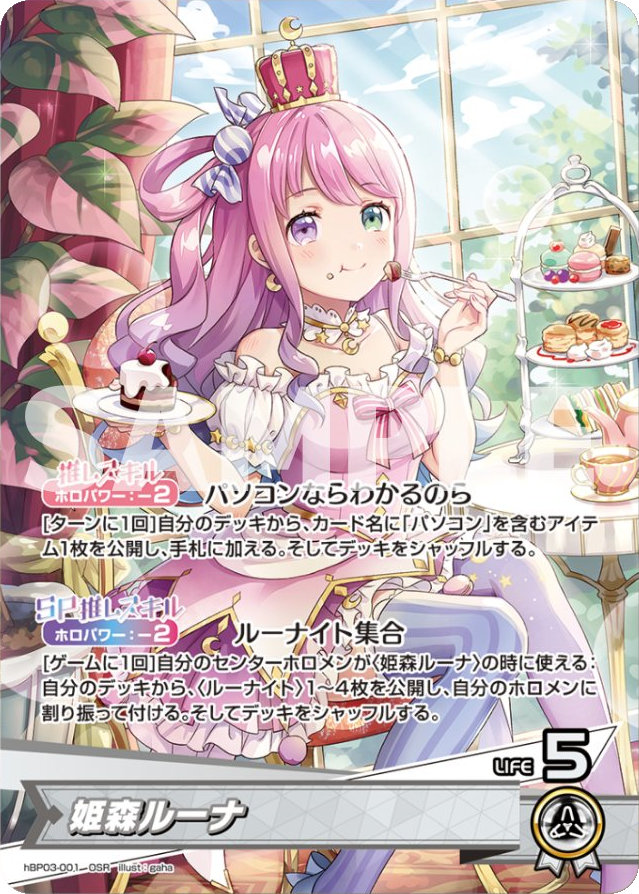 推しスキル
ホロパワー：－2
パソコンならわかるのら
[ターンに1回]自分のデッキから、カード名に「パソコン」を含むアイテ
ム1枚を公開し、手札に加える。そしてデッキをシャッフルする。
SP推しスキル
ホロパワー：－2
ルーナイト集合
[ゲームに1回]自分のセンターホロメンが〈姫森ルーナ〉の時に使える：
自分のデッキから、〈ルーナイト〉1～4枚を公開し、自分のホロメンに
割り振って付ける。そしてデッキをシャッフルする。
LIFE 5
姫森ルーナ
hBP03-001 OSR illust：gaha
SAMPLE